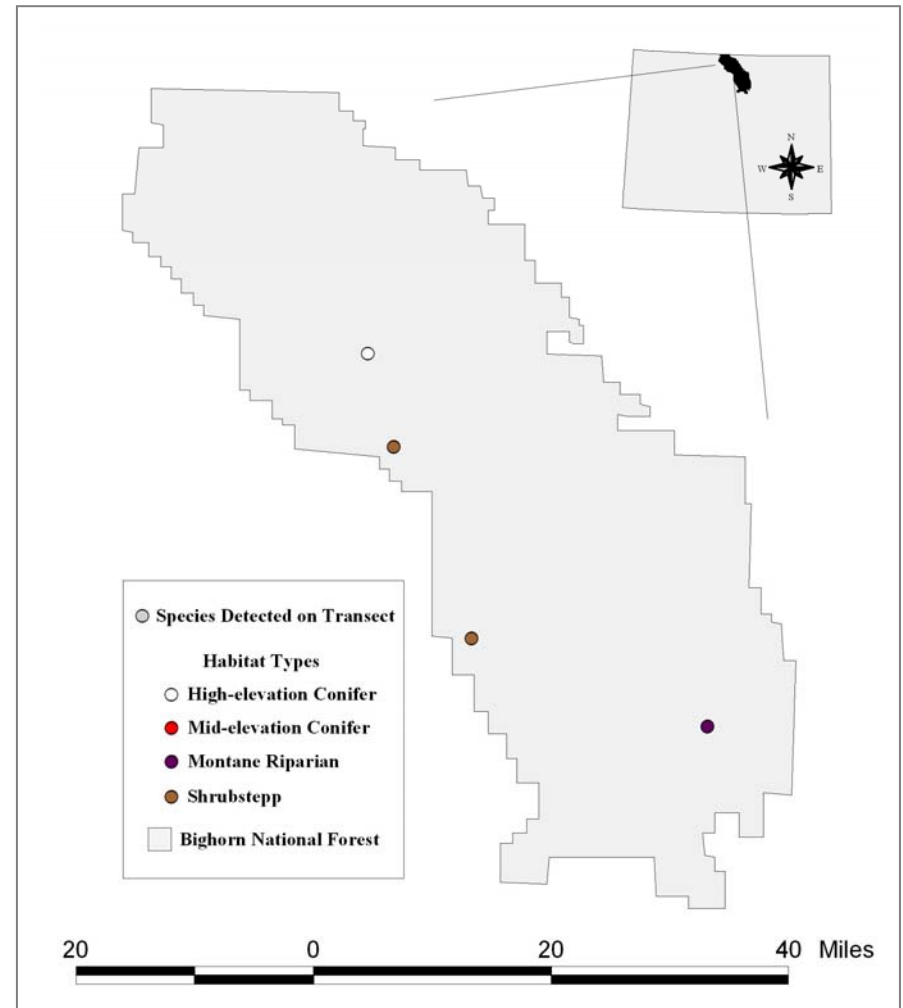 N
W E
S
Species Detected on Transect
Habitat Types
High-elevation Conifer
Mid-elevation Conifer
Montane Riparian
Shrubstepp
Bighorn National Forest
20 0 20 40 Miles